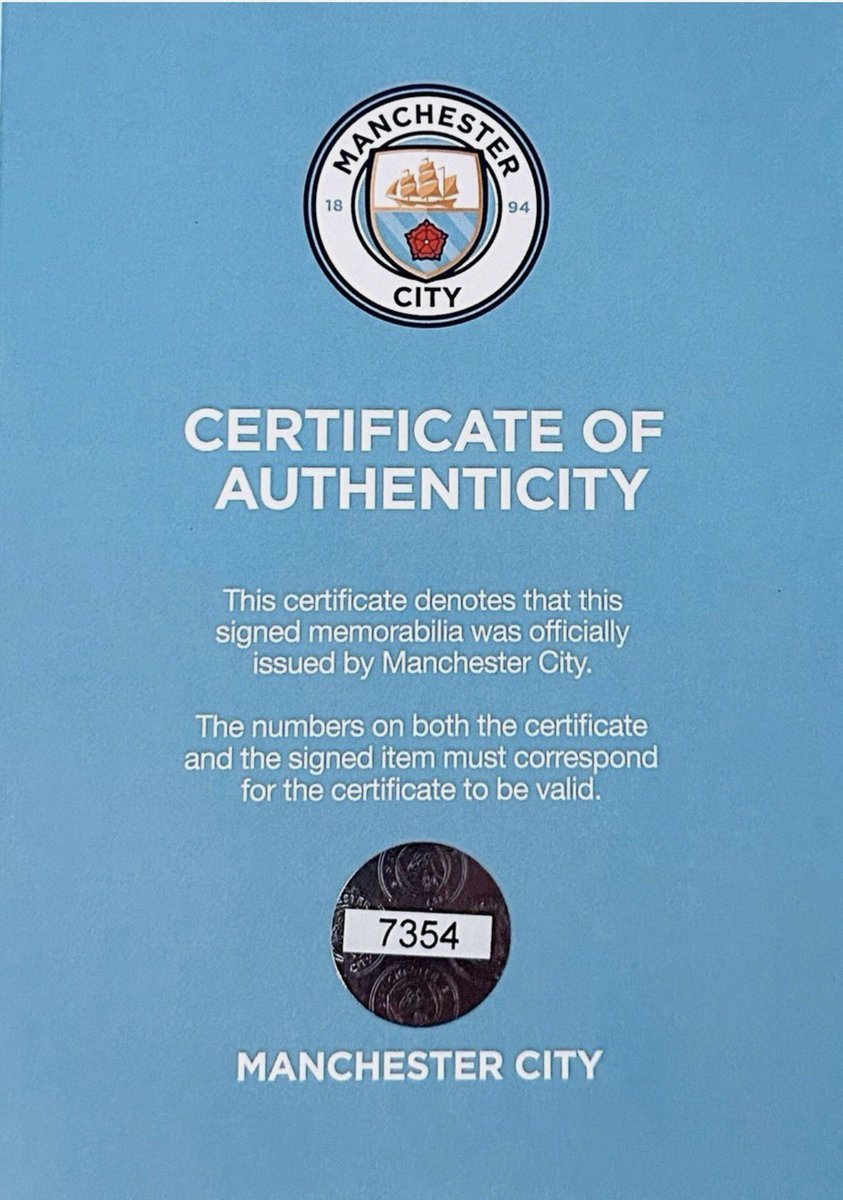 MANCHESTER
18 94
CITY
CERTIFICATE OF
AUTHENTICITY
This certificate denotes that this
signed memorabilia was officially
issued by Manchester City.
The numbers on both the certificate
and the signed item must correspond
for the certificate to be valid.
7354
MANCHESTER CITY